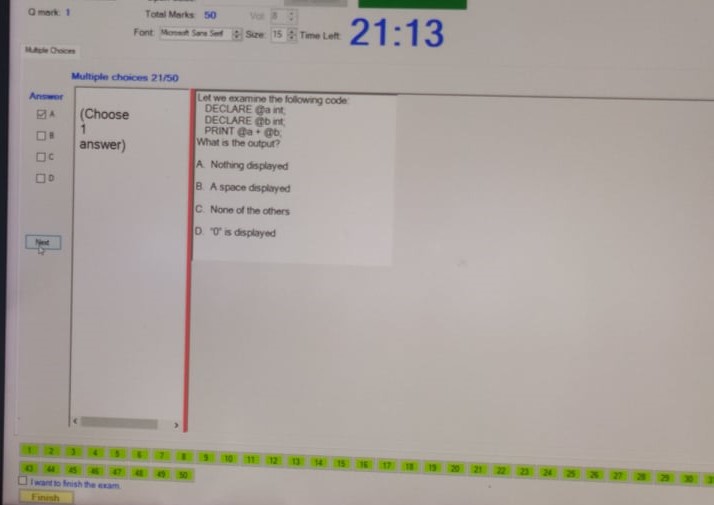 Q mark: 1
Total Marks: 50
Vol: 8
Font: Microsoft Sans Serif
Size: 15
Time Left:
21:13
Multiple Choices
Multiple choices 21/50
Answer
A
B
C
D
Next
(Choose
1
answer)
Let we examine the following code:
DECLARE @a int;
DECLARE @b int;
PRINT @a + @b;
What is the output?
A. Nothing displayed
B. A space displayed
C. None of the others
D. "0" is displayed
1 2 3 4 5 6 7 8 9 10 11 12 13 14 15 16 17 18 19 20 21 22 23 24 25 26 27 28 29 30
43 44 45 46 47 48 49 50
I want to finish the exam.
Finish